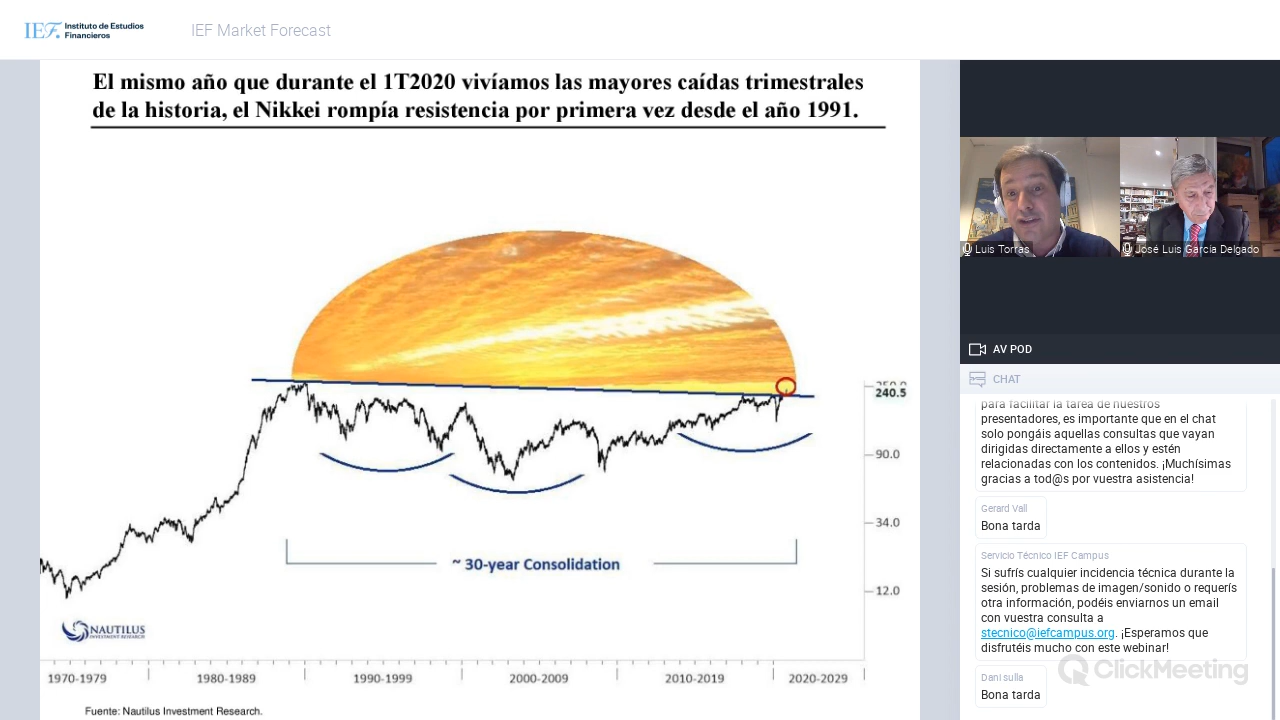 IEF. Instituto de Estudios
Financieros
IEF Market Forecast
El mismo año que durante el 1T2020 vivíamos las mayores caídas trimestrales
de la historia, el Nikkei rompía resistencia por primera vez desde el año 1991.
240.5
90.0
34.0
12.0
~ 30-year Consolidation
NAUTILUS
INVESTMENT RESEARCH
1970-1979
1980-1989
1990-1999
2000-2009
2010-2019
2020-2029
Fuente: Nautilus Investment Research.
Luis Torras
José Luis García Delgado
AV POD
CHAT
para facilitar la tarea de nuestros
presentadores, es importante que en el chat
solo pongáis aquellas consultas que vayan
dirigidas directamente a ellos y estén
relacionadas con los contenidos. ¡Muchísimas
gracias a tod@s por vuestra asistencia!
Gerard Vall
Bona tarda
Servicio Técnico IEF Campus
Si sufrís cualquier incidencia técnica durante la
sesión, problemas de imagen/sonido o requerís
otra información, podéis enviarnos un email
con vuestra consulta a
stecnico@iefcampus.org. ¡Esperamos que
disfrutéis mucho con este webinar!
Dani sulla
Bona tarda
ClickMeeting